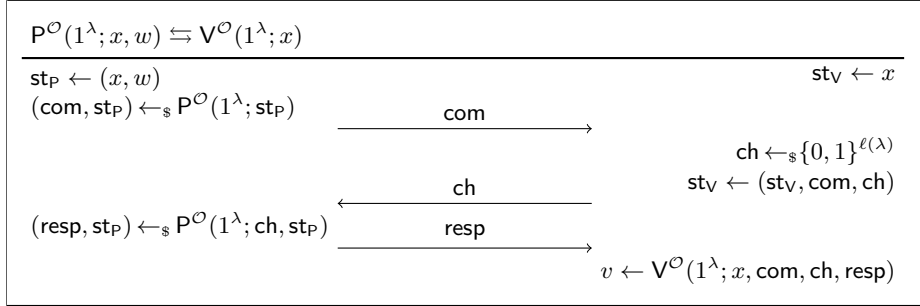 P^O(1^λ; x, w) ⇆ V^O(1^λ; x)
st_P ← (x, w) st_V ← x
(com, st_P) ←$ P^O(1^λ; st_P)
com
ch ←$ {0, 1}^ℓ(λ)
st_V ← (st_V, com, ch)
ch
(resp, st_P) ←$ P^O(1^λ; ch, st_P)
resp
v ← V^O(1^λ; x, com, ch, resp)